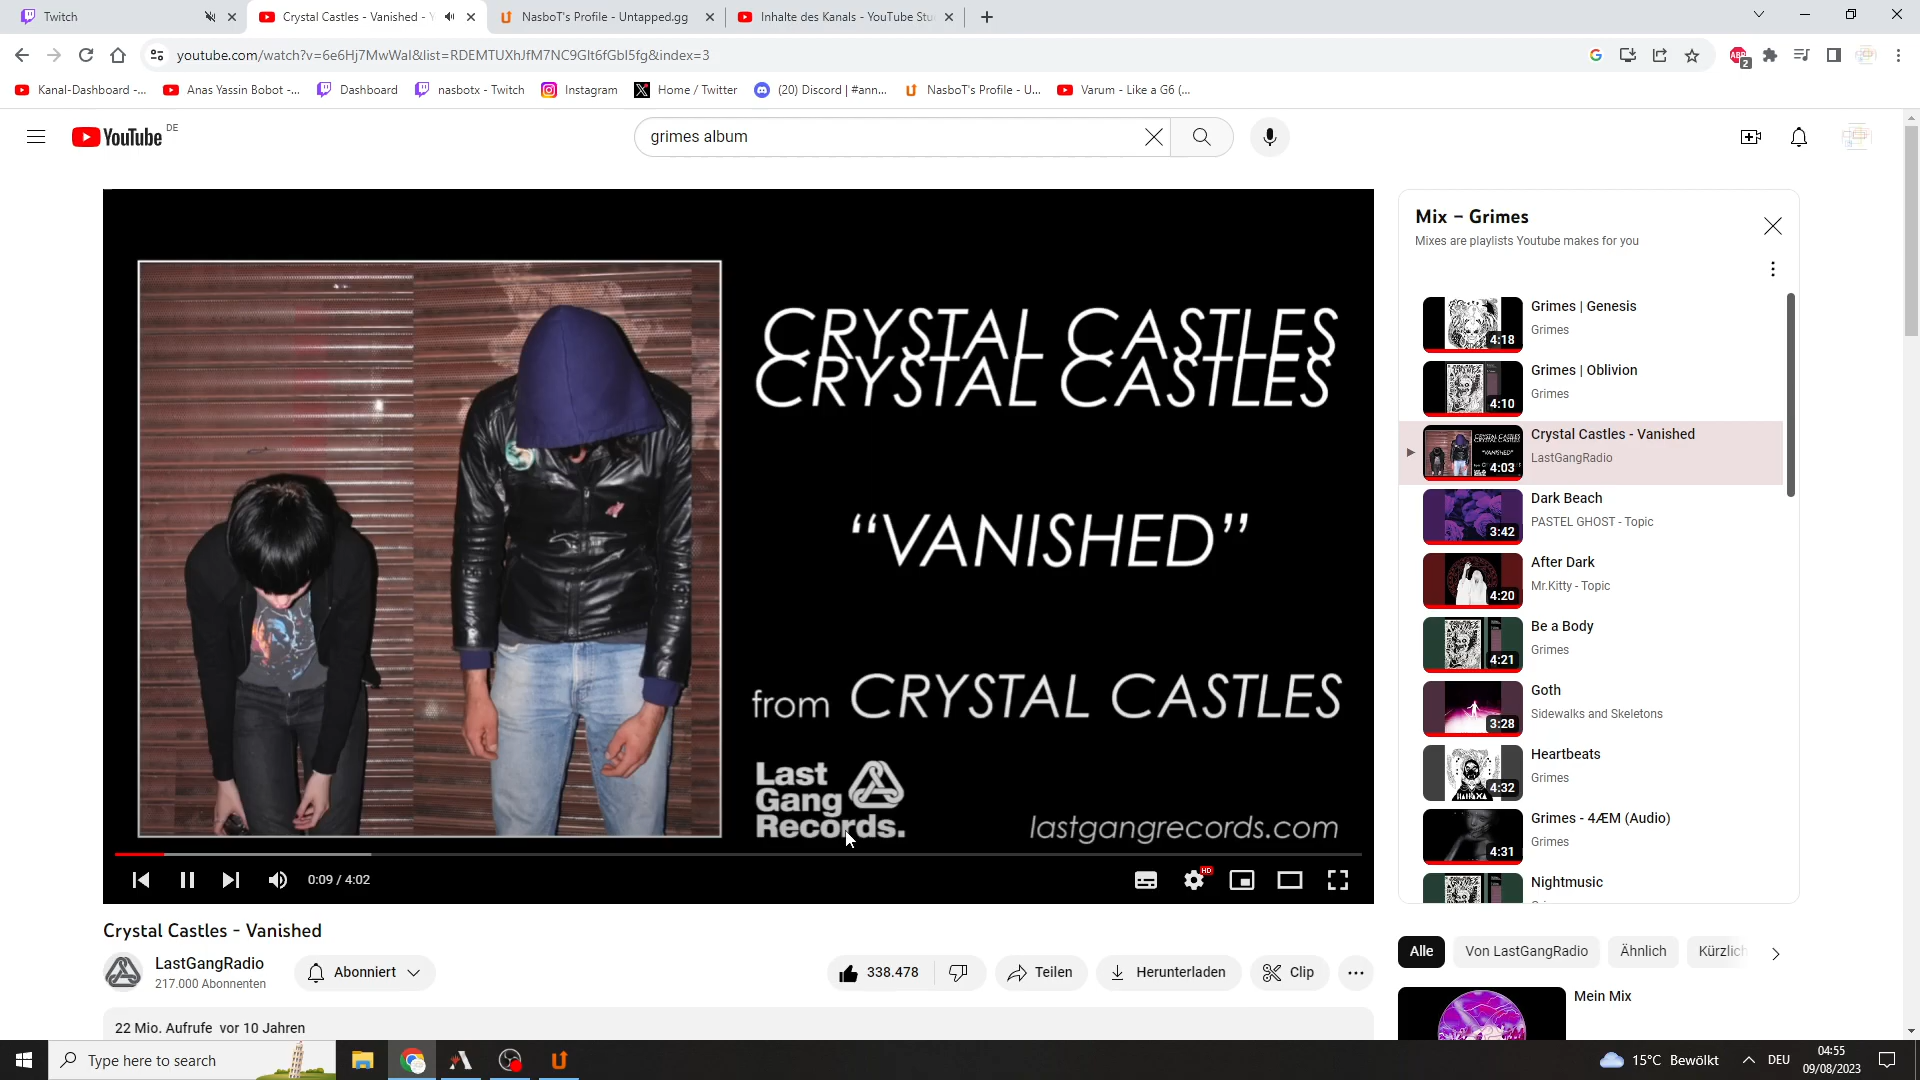 Twitch
Crystal Castles - Vanished - Y
NasboT's Profile - Untapped.gg
Inhalte des Kanals - YouTube Stu
youtube.com/watch?v=6e6Hj7MwWaI&list=RDEMTUXhJfM7NC9GIt6fGbI5fg&index=3
ABP
2
Kanal-Dashboard -...
Anas Yassin Bobot -...
Dashboard
nasbotx - Twitch
Instagram
Home / Twitter
(20) Discord | #ann...
NasboT's Profile - U...
Varum - Like a G6 (...
YouTube DE
grimes album
CRYSTAL CASTLES
CRYSTAL CASTLES
"VANISHED"
from CRYSTAL CASTLES
Last
Gang
Records.
lastgangrecords.com
0:09 / 4:02
HD
Mix – Grimes
Mixes are playlists Youtube makes for you
Grimes | Genesis
Grimes
4:18
Grimes | Oblivion
Grimes
4:10
Crystal Castles - Vanished
LastGangRadio
4:03
Dark Beach
PASTEL GHOST - Topic
3:42
After Dark
Mr.Kitty - Topic
4:20
Be a Body
Grimes
4:21
Goth
Sidewalks and Skeletons
3:28
Heartbeats
Grimes
4:32
Grimes - 4ÆM (Audio)
Grimes
4:31
Nightmusic
Crystal Castles - Vanished
LastGangRadio
217.000 Abonnenten
Abonniert
338.478
Teilen
Herunterladen
Clip
22 Mio. Aufrufe vor 10 Jahren
Alle
Von LastGangRadio
Ähnlich
Kürzlich
Mein Mix
Type here to search
15°C Bewölkt
DEU
04:55
09/08/2023